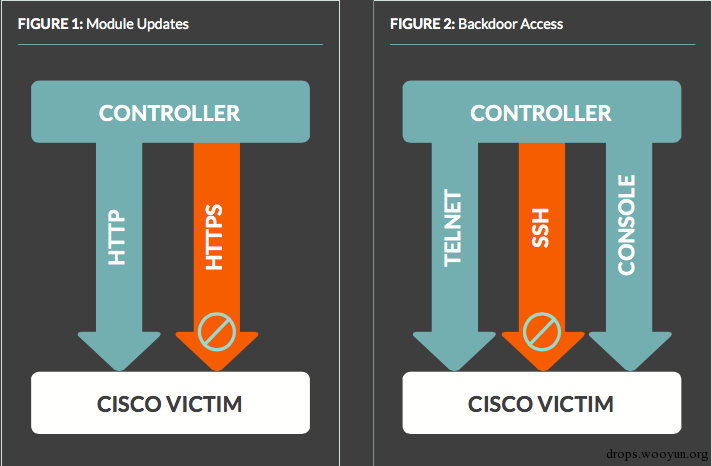 FIGURE 1: Module Updates
CONTROLLER
HTTP
HTTPS
CISCO VICTIM
FIGURE 2: Backdoor Access
CONTROLLER
TELNET
SSH
CONSOLE
CISCO VICTIM
drops.wooyun.org